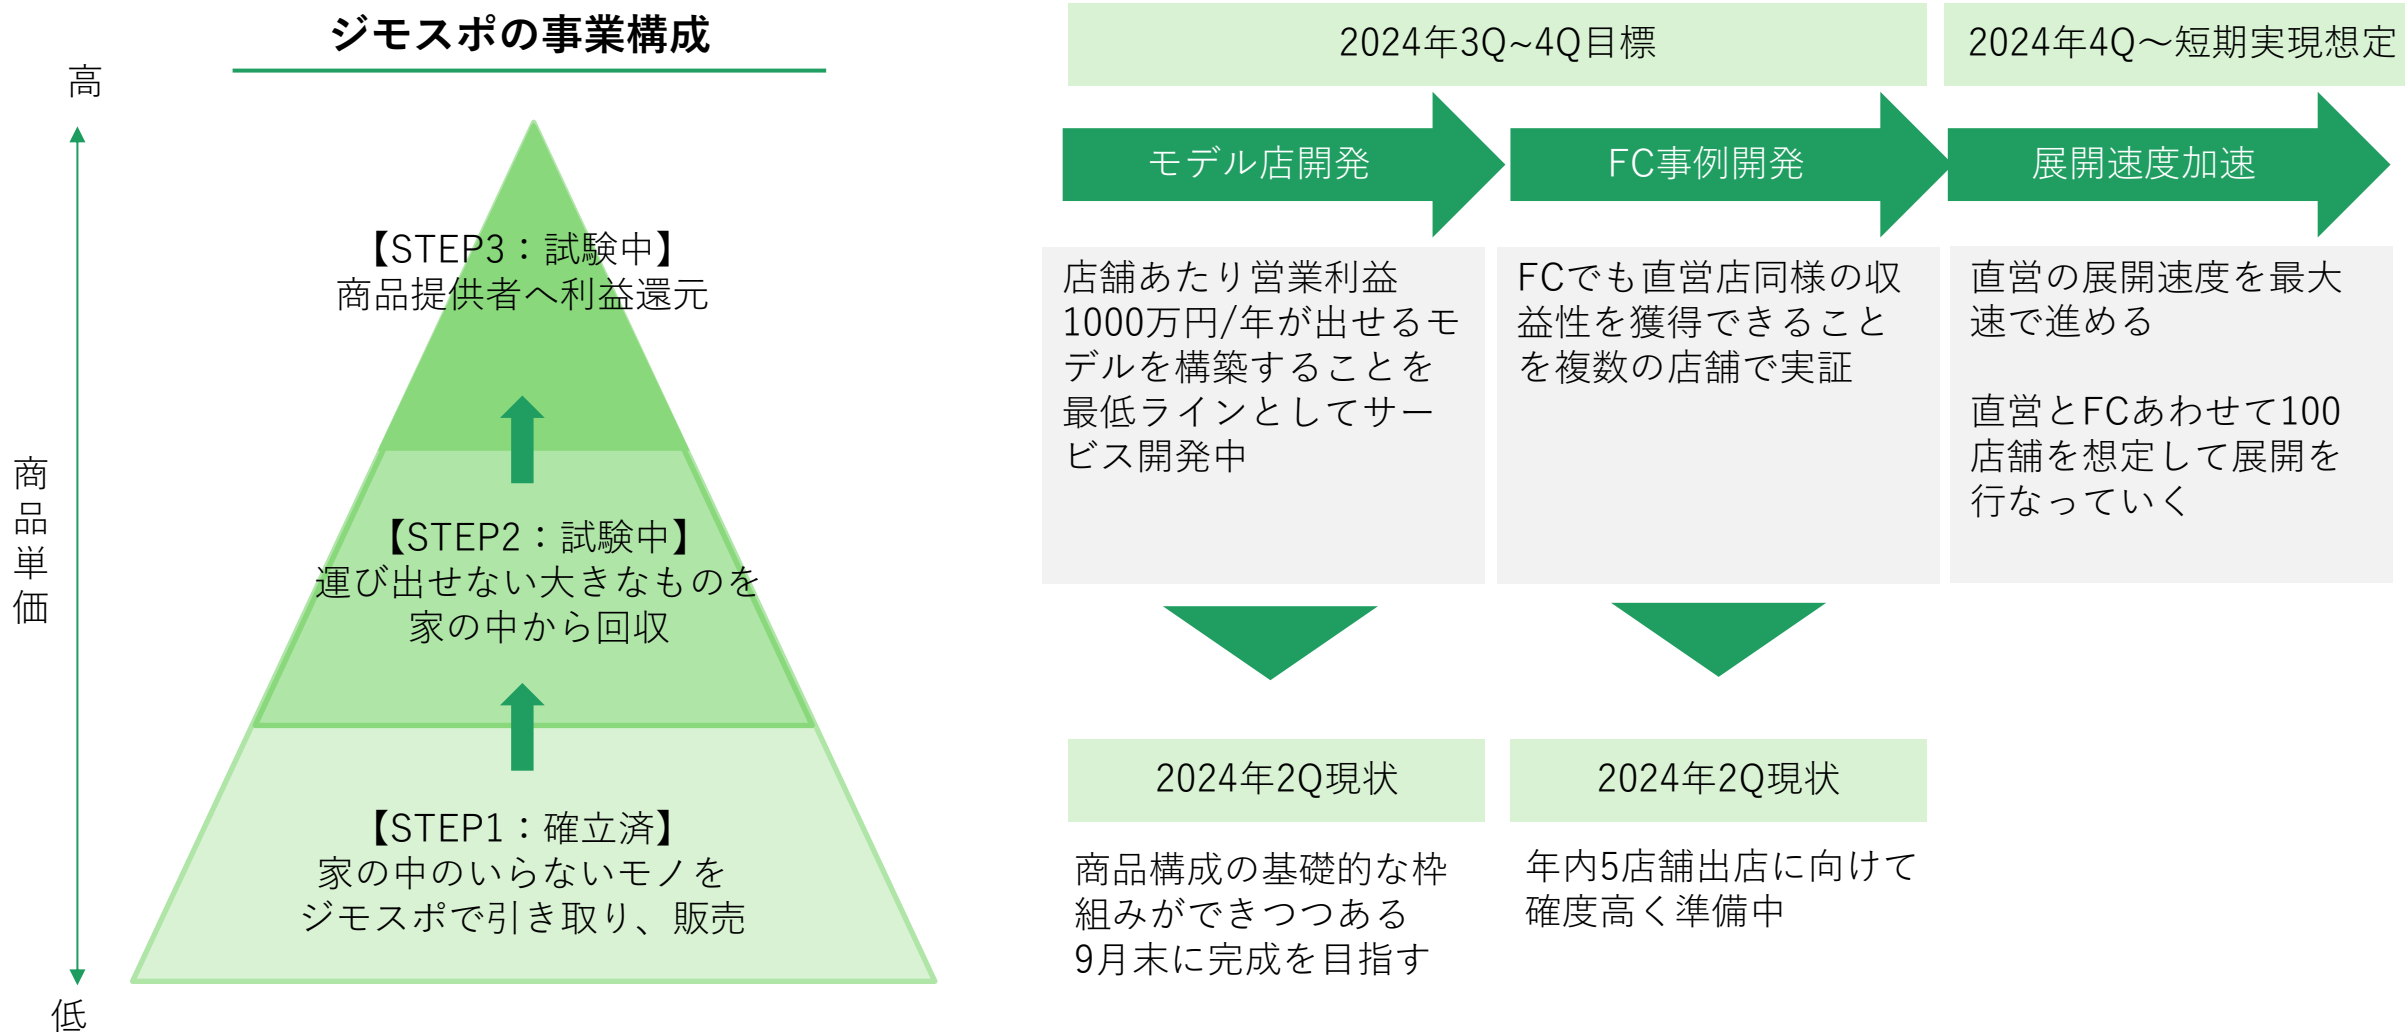 ジモスポの事業構成
高
商品単価
低
【STEP3：試験中】
商品提供者へ利益還元
【STEP2：試験中】
運び出せない大きなものを
家の中から回収
【STEP1：確立済】
家の中のいらないモノを
ジモスポで引き取り、販売
2024年3Q~4Q目標
2024年4Q～短期実現想定
モデル店開発
FC事例開発
展開速度加速
店舗あたり営業利益
1000万円/年が出せるモ
デルを構築することを
最低ラインとしてサー
ビス開発中
FCでも直営店同様の収
益性を獲得できること
を複数の店舗で実証
直営の展開速度を最大
速で進める
直営とFCあわせて100
店舗を想定して展開を
行なっていく
2024年2Q現状
商品構成の基礎的な枠
組みができつつある
9月末に完成を目指す
2024年2Q現状
年内5店舗出店に向けて
確度高く準備中